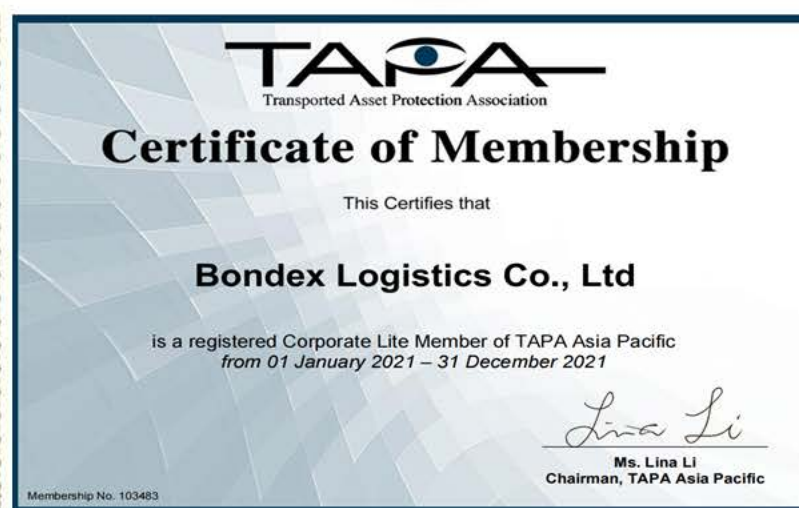 TAPA
Transported Asset Protection Association
Certificate of Membership
This Certifies that
Bondex Logistics Co., Ltd
is a registered Corporate Lite Member of TAPA Asia Pacific
from 01 January 2021 – 31 December 2021
Lina Li
Ms. Lina Li
Chairman, TAPA Asia Pacific
Membership No. 103483